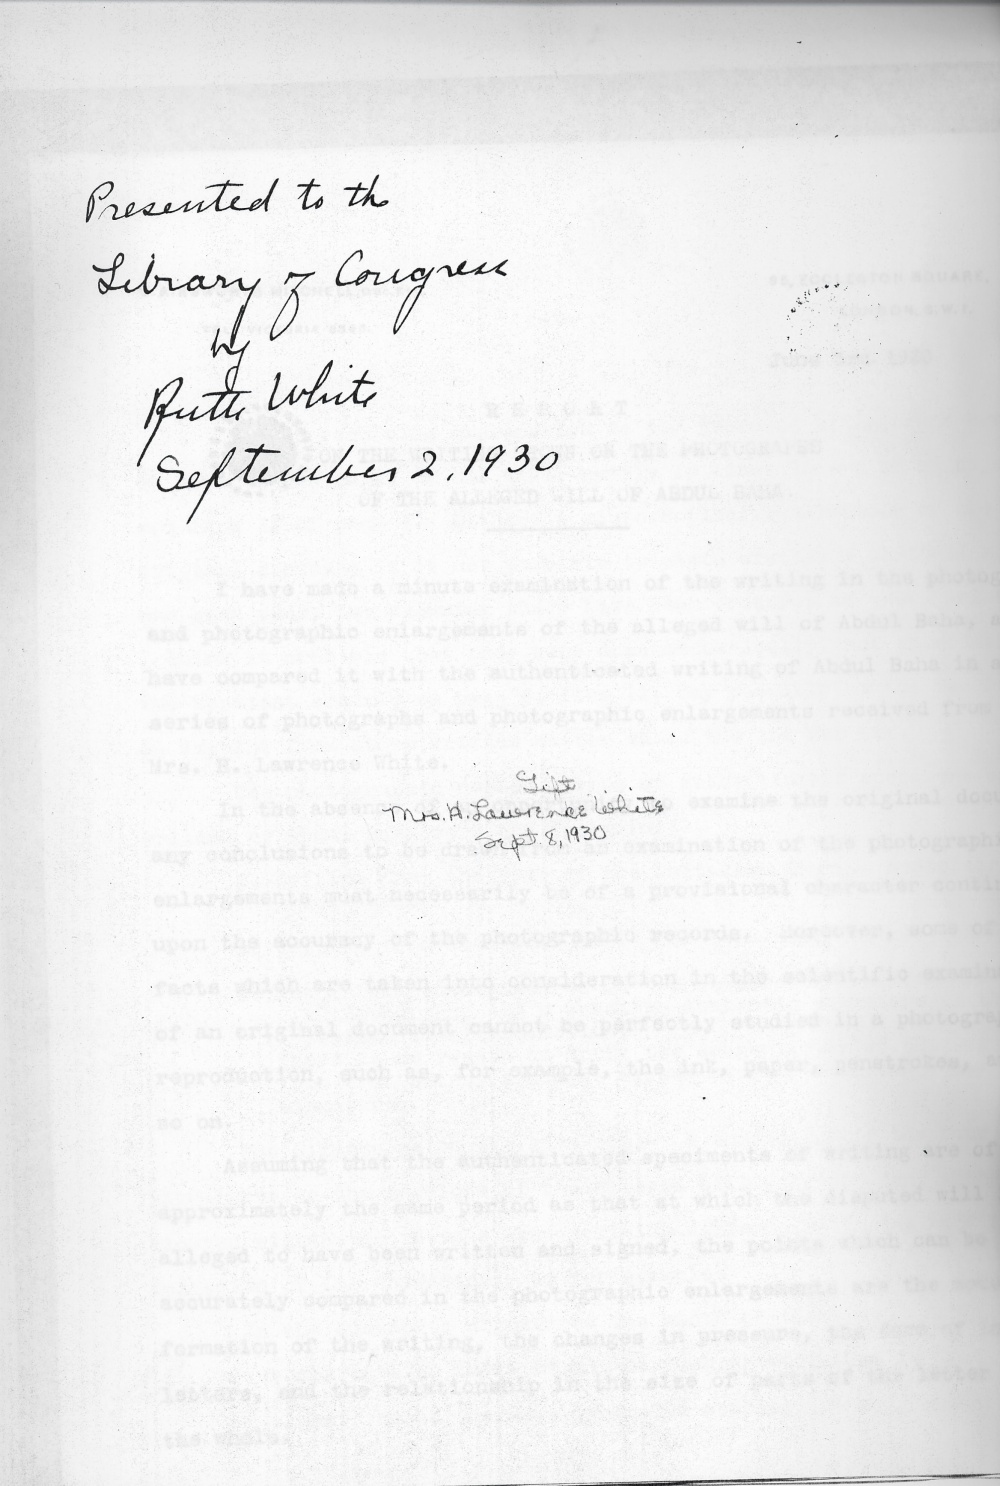 Presented to the
Library of Congress
by
Ruth White
September 2, 1930
June
REPORT
ON THE WRITING ON THE PHOTOGRAPHS
OF THE ALLEGED WILL OF ABDUL BAHA.
I have made a minute examination of the writing in the
and photographic enlargements of the alleged will of Abdul Baha,
have compared it with the authenticated writing of Abdul Baha in a
series of photographs and photographic enlargements received from
Mrs. H. Lawrence White.
Gift
Mrs. H. Lawrence White
Sept 8, 1930
In the absence of examine the original
any conclusions to be drawn from an examination of the photographic
enlargements must necessarily be of a provisional character
upon the accuracy of the photographic records. Moreover, some of
facts which are taken into consideration in the scientific
of an original document cannot be perfectly studied in a
reproduction, such as, for example, the ink, paper, penstrokes,
so on.
Assuming that the authenticated speciments of writing are of
approximately the same period as that at which the disputed will
alleged to have been written and signed, the points which can be
accurately compared in the photographic enlargements are the
formation of the writing, the changes in pressure, the form of
letters, and the relationship in the size of parts of the letter
the whole.